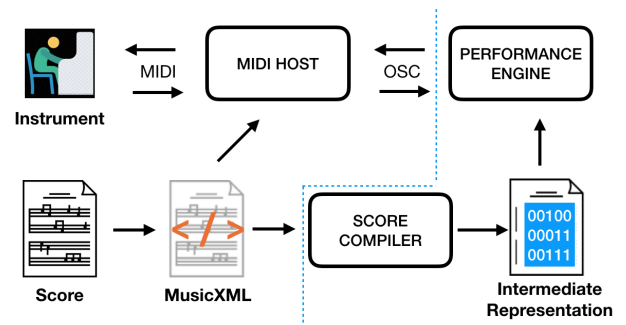 MIDI
MIDI HOST
OSC
PERFORMANCE
ENGINE
Instrument
</>
SCORE
COMPILER
00100
00011
00111
Score
MusicXML
Intermediate
Representation